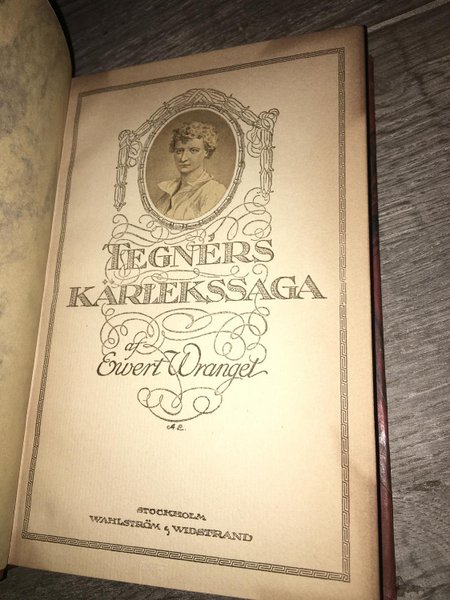 TEGNÉRS
KÄRLEKSSAGA
af
Ewert Wrangel
A L.
STOCKHOLM
WAHLSTRÖM & WIDSTRAND